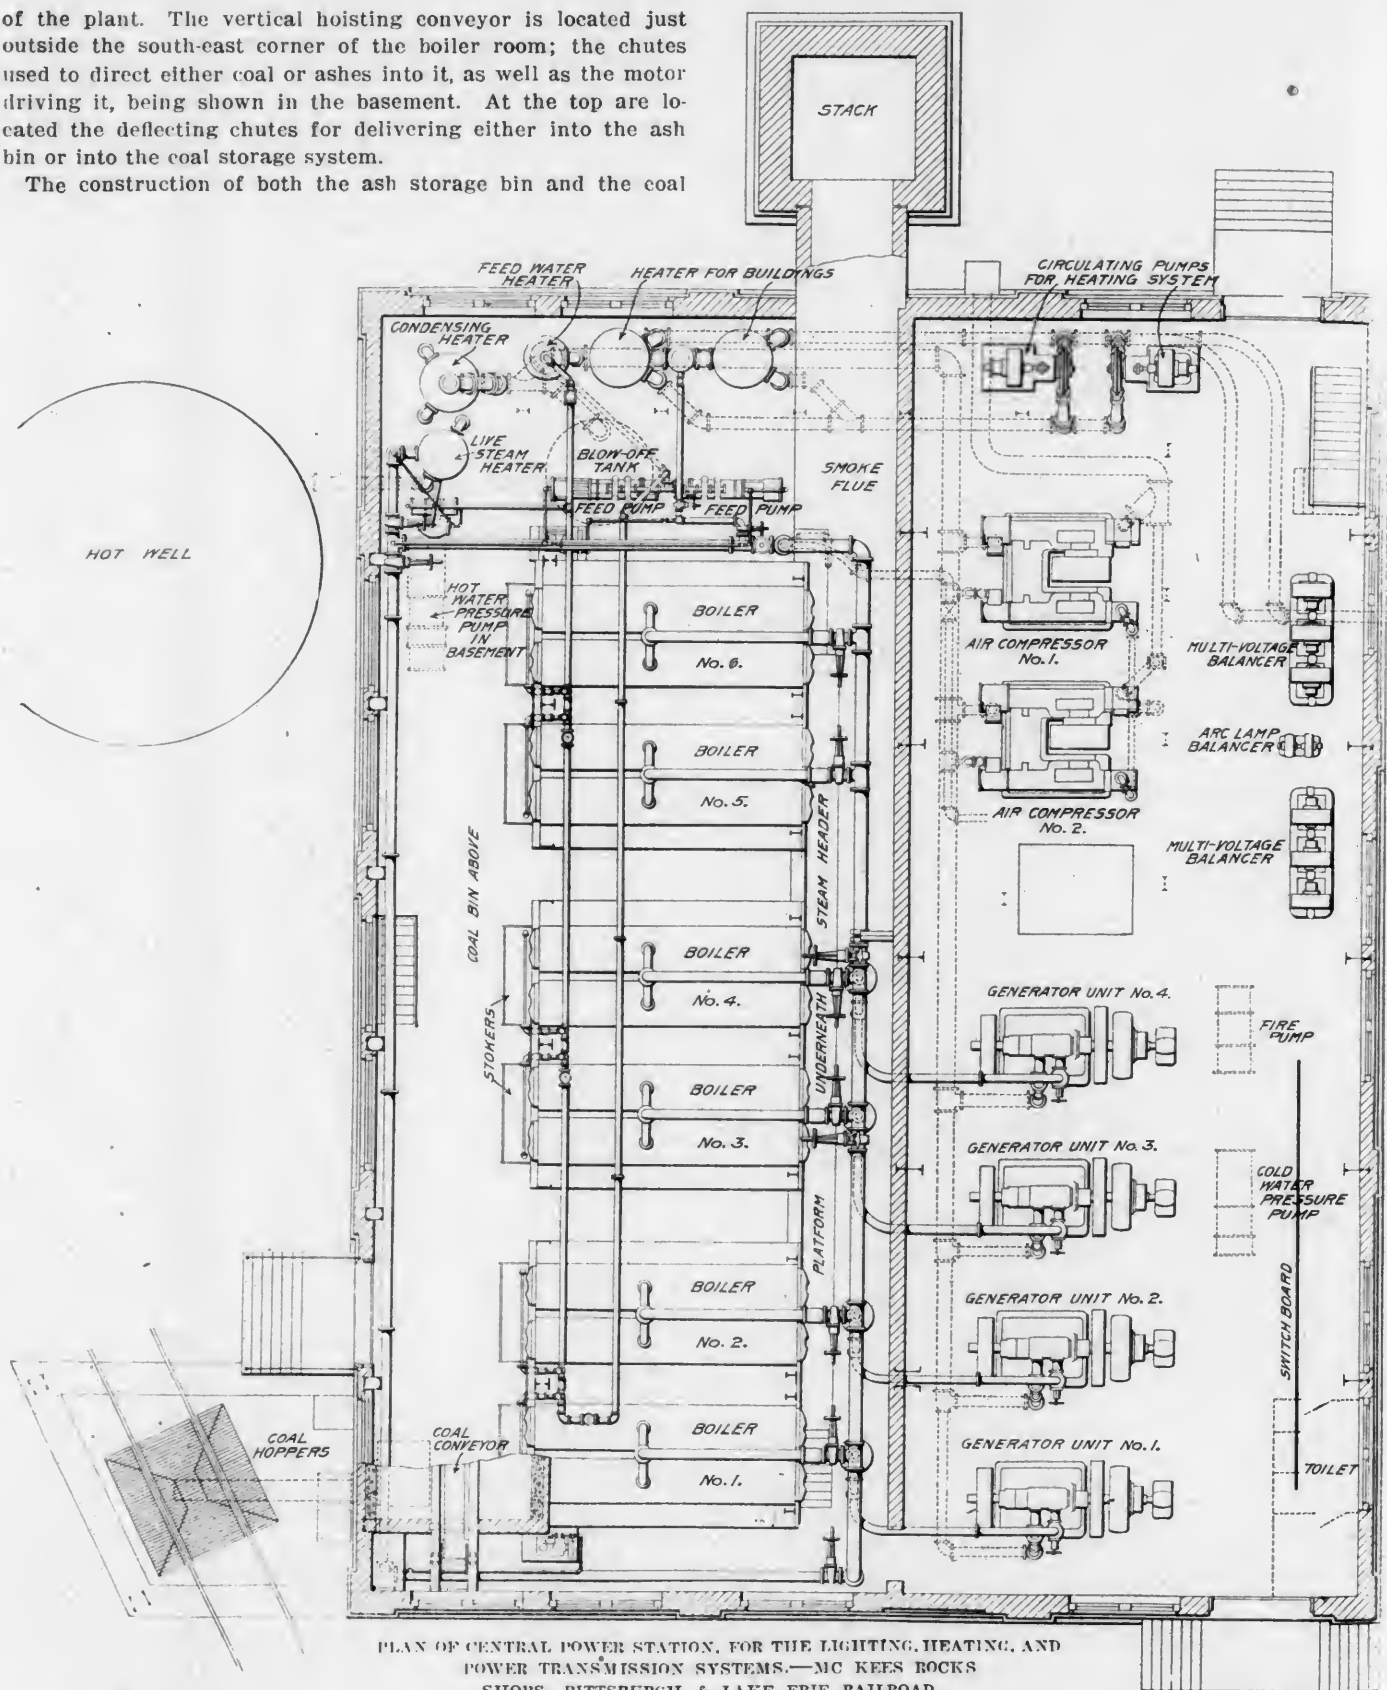 of the plant. The vertical hoisting conveyor is located just
outside the south-east corner of the boiler room; the chutes
used to direct either coal or ashes into it, as well as the motor
driving it, being shown in the basement. At the top are lo-
cated the deflecting chutes for delivering either into the ash
bin or into the coal storage system.
The construction of both the ash storage bin and the coal
STACK
FEED WATER
HEATER
HEATER FOR BUILDINGS
CIRCULATING PUMPS
FOR HEATING SYSTEM
CONDENSING
HEATER
LIVE
STEAM
HEATER
BLOW-OFF
TANK
SMOKE
FLUE
FEED PUMP
FEED PUMP
HOT WELL
HOT
WATER
PRESSURE
PUMP
IN
BASEMENT
BOILER
No. 6.
AIR COMPRESSOR
No. 1.
MULTI-VOLTAGE
BALANCER
BOILER
No. 5.
ARC LAMP
BALANCER
AIR COMPRESSOR
No. 2.
MULTI-VOLTAGE
BALANCER
COAL BIN ABOVE
STOKERS
PLATFORM UNDERNEATH STEAM HEADER
BOILER
No. 4.
GENERATOR UNIT No. 4.
FIRE
PUMP
BOILER
No. 3.
GENERATOR UNIT No. 3.
COLD
WATER
PRESSURE
PUMP
BOILER
No. 2.
GENERATOR UNIT No. 2.
SWITCH BOARD
COAL
HOPPERS
COAL
CONVEYOR
BOILER
No. 1.
GENERATOR UNIT No. 1.
TOILET
PLAN OF CENTRAL POWER STATION, FOR THE LIGHTING, HEATING, AND
POWER TRANSMISSION SYSTEMS.—MC KEES ROCKS
SHOPS, PITTSBURGH & LAKE ERIE RAILROAD